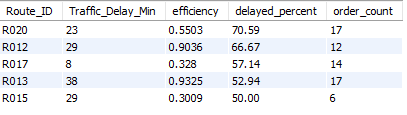 Route_ID Traffic_Delay_Min efficiency delayed_percent order_count
R020 23 0.5503 70.59 17
R012 29 0.9036 66.67 12
R017 8 0.328 57.14 14
R013 38 0.9325 52.94 17
R015 29 0.3009 50.00 6